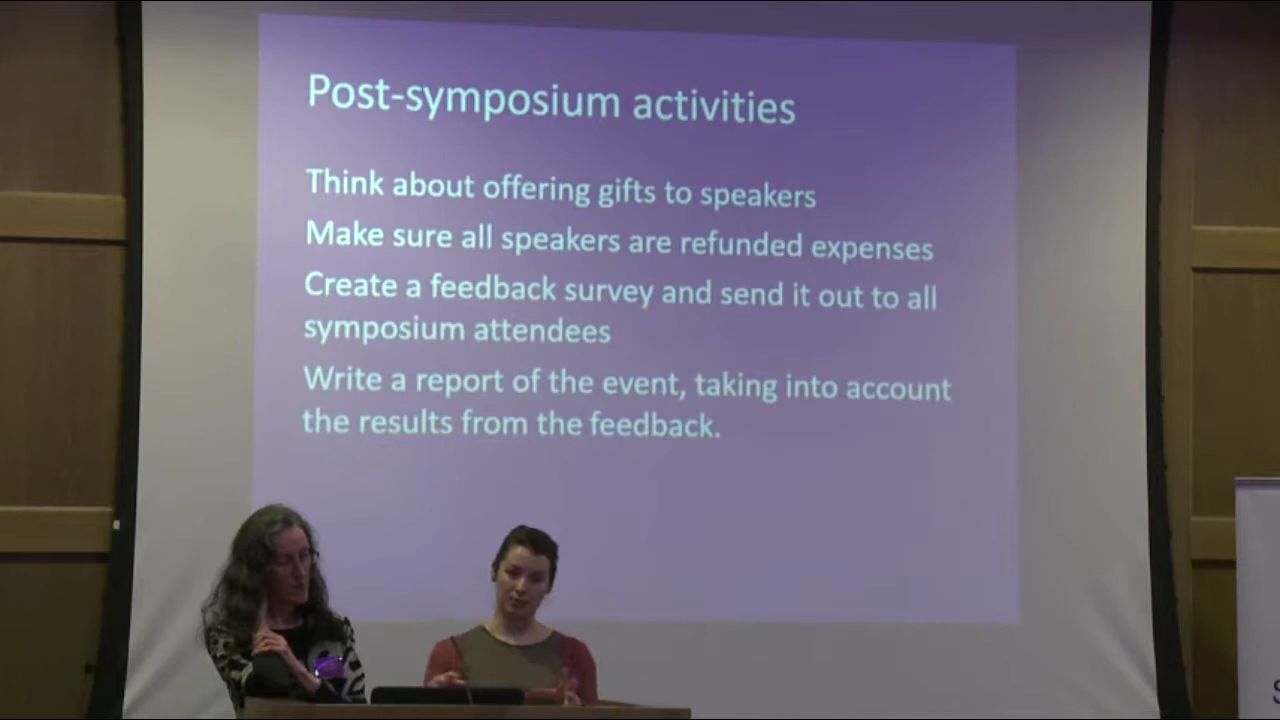 Post-symposium activities
Think about offering gifts to speakers
Make sure all speakers are refunded expenses
Create a feedback survey and send it out to all
symposium attendees
Write a report of the event, taking into account
the results from the feedback.